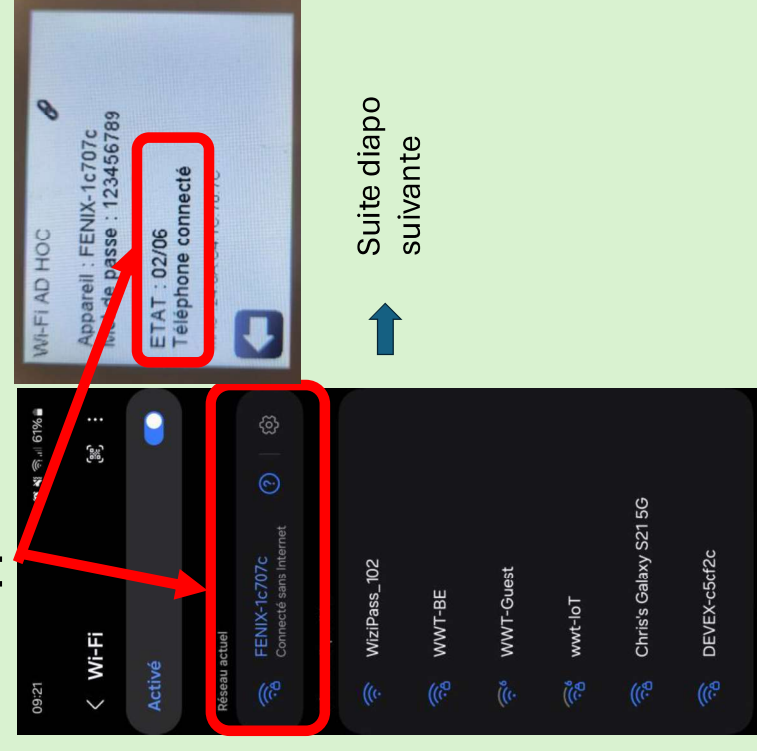 09:21
61%
Wi-Fi
Activé
Réseau actuel
FENIX-1c707c
Connecté sans Internet
WiziPass_102
WWT-BE
WWT-Guest
wwt-IoT
Chris's Galaxy S21 5G
DEVEX-c5cf2c
Wi-Fi AD HOC
Appareil : FENIX-1c707c
de passe : 123456789
ETAT : 02/06
Téléphone connecté
Suite diapo
suivante